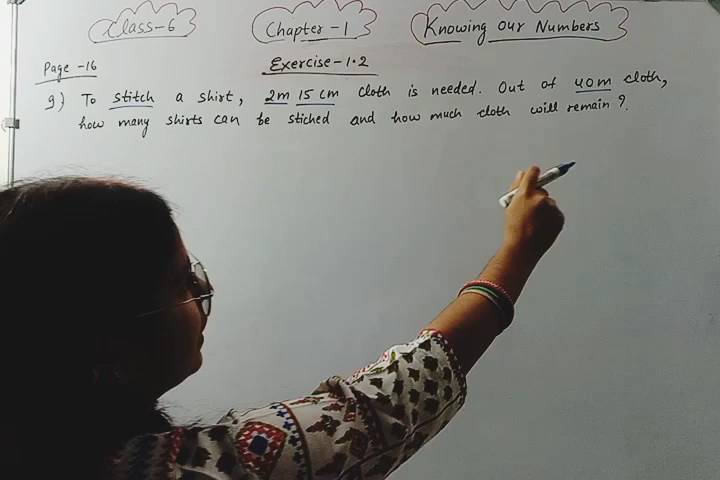 Class-6 Chapter-1 Knowing Our Numbers
Page -16 Exercise-1.2
9) To stitch a shirt, 2m 15 cm cloth is needed. Out of 40m cloth,
how many shirts can be stiched and how much cloth will remain ?